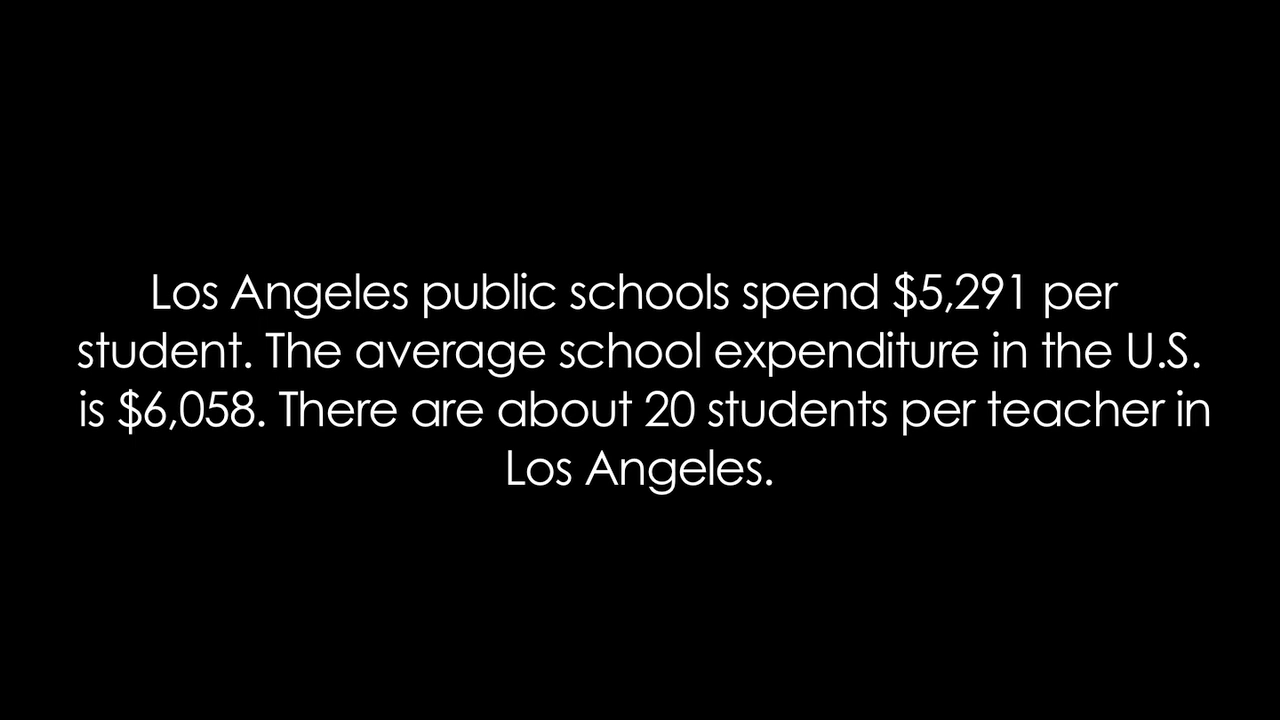 Los Angeles public schools spend $5,291 per
student. The average school expenditure in the U.S.
is $6,058. There are about 20 students per teacher in
Los Angeles.